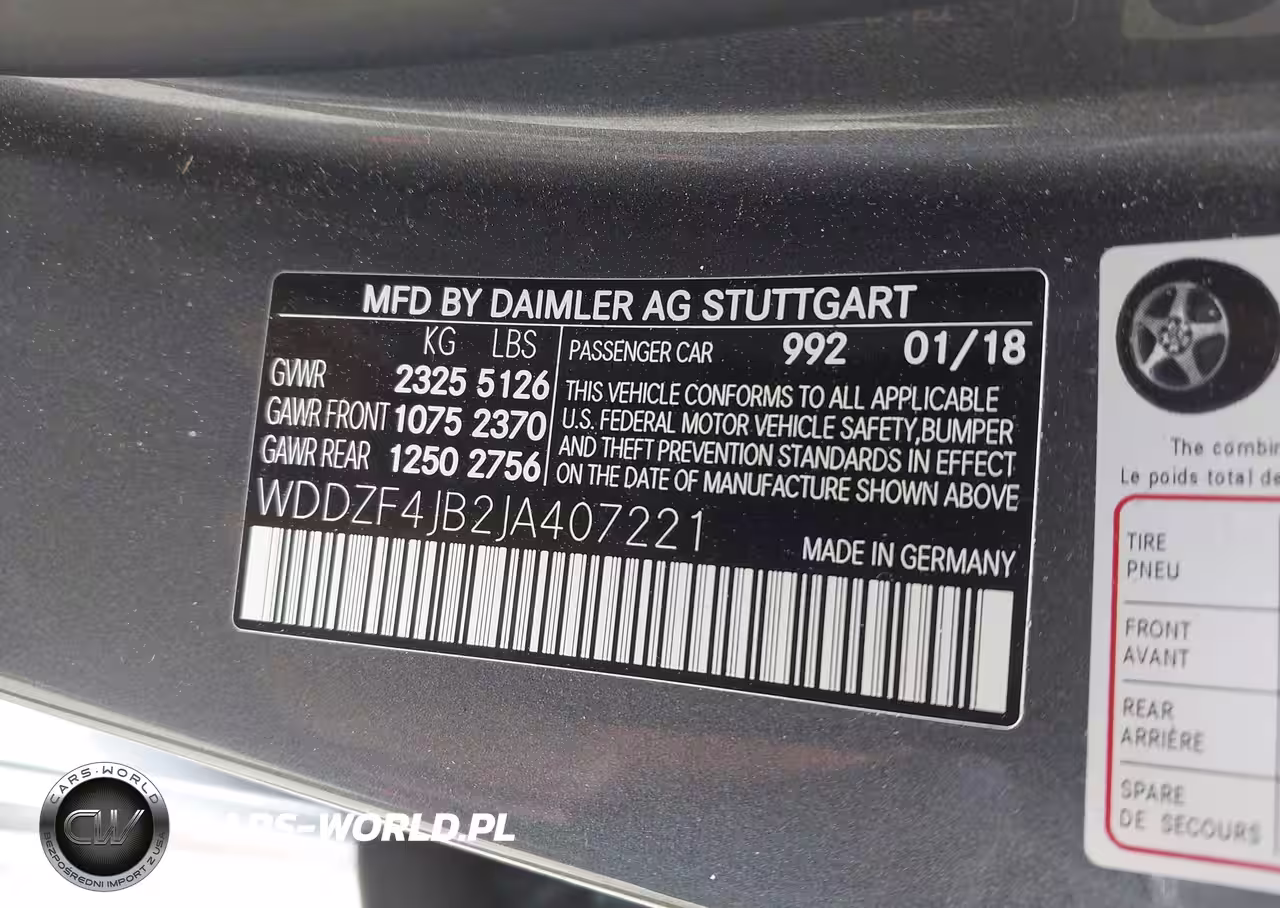 MFD BY DAIMLER AG STUTTGART
KG LBS
GVWR 2325 5126
GAWR FRONT 1075 2370
GAWR REAR 1250 2756
PASSENGER CAR 992 01/18
THIS VEHICLE CONFORMS TO ALL APPLICABLE
U.S. FEDERAL MOTOR VEHICLE SAFETY,BUMPER
AND THEFT PREVENTION STANDARDS IN EFFECT
ON THE DATE OF MANUFACTURE SHOWN ABOVE
WDDZF4JB2JA407221
MADE IN GERMANY
The combin
Le poids total de
TIRE
PNEU
FRONT
AVANT
REAR
ARRIÈRE
SPARE
DE SECOURS
CARS-WORLD
CW
BEZPOŚREDNI IMPORT Z USA
CARS-WORLD.PL